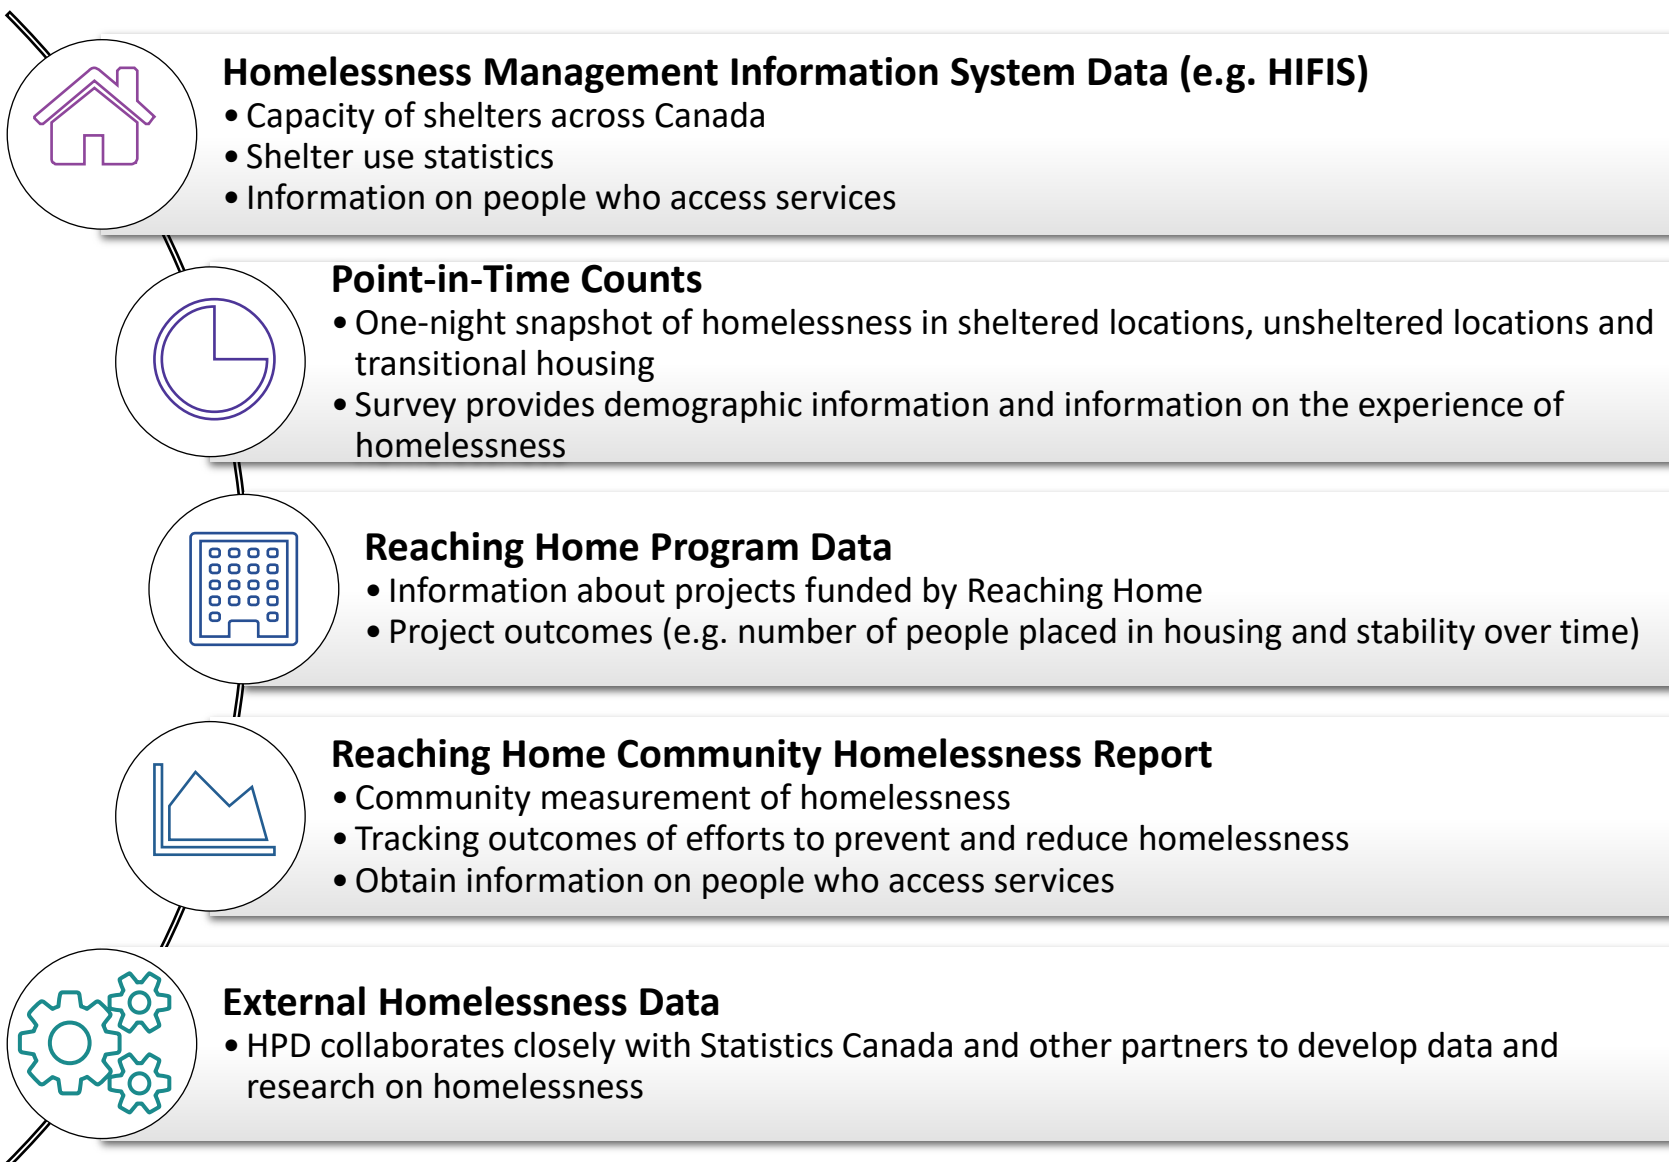 Homelessness Management Information System Data (e.g. HIFIS)
• Capacity of shelters across Canada
• Shelter use statistics
• Information on people who access services
Point-in-Time Counts
• One-night snapshot of homelessness in sheltered locations, unsheltered locations and
transitional housing
• Survey provides demographic information and information on the experience of
homelessness
Reaching Home Program Data
• Information about projects funded by Reaching Home
• Project outcomes (e.g. number of people placed in housing and stability over time)
Reaching Home Community Homelessness Report
• Community measurement of homelessness
• Tracking outcomes of efforts to prevent and reduce homelessness
• Obtain information on people who access services
External Homelessness Data
• HPD collaborates closely with Statistics Canada and other partners to develop data and
research on homelessness